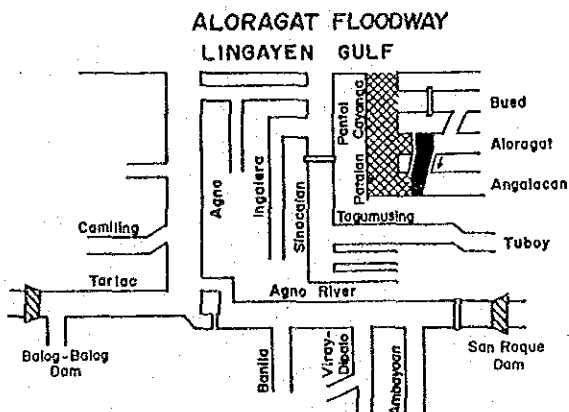 ALORAGAT FLOODWAY
LINGAYEN GULF
Bued
Pantal
Cayanga
Aloragat
Patalan
Angalacan
Agno
Ingalera
Sinacalan
Tagumusing
Camiling
Tuboy
Tarlac
Agno River
Balog-Balog
Dam
Banila
Viray-
Dipalo
Ambayoan
San Roque
Dam